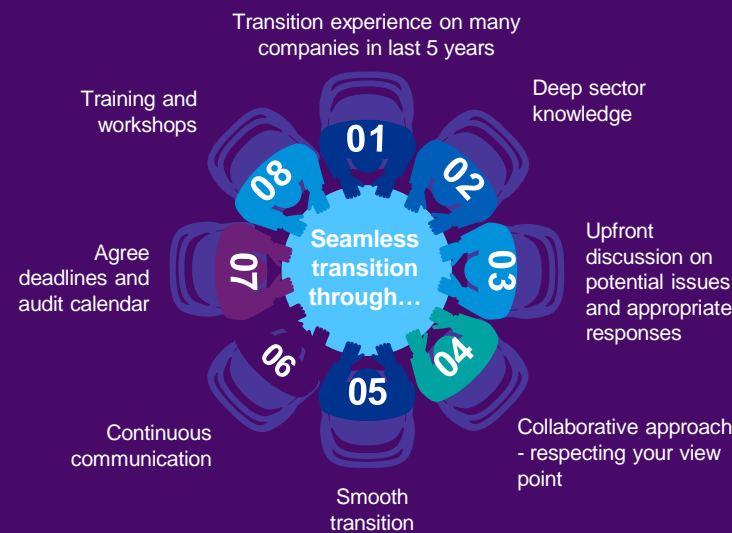 Transition experience on many
companies in last 5 years
01
Deep sector
knowledge
02
Upfront
discussion on
potential issues
and appropriate
responses
03
Collaborative approach
- respecting your view
point
04
Smooth
transition
05
Continuous
communication
06
Agree
deadlines and
audit calendar
07
Training and
workshops
08
Seamless
transition
through…